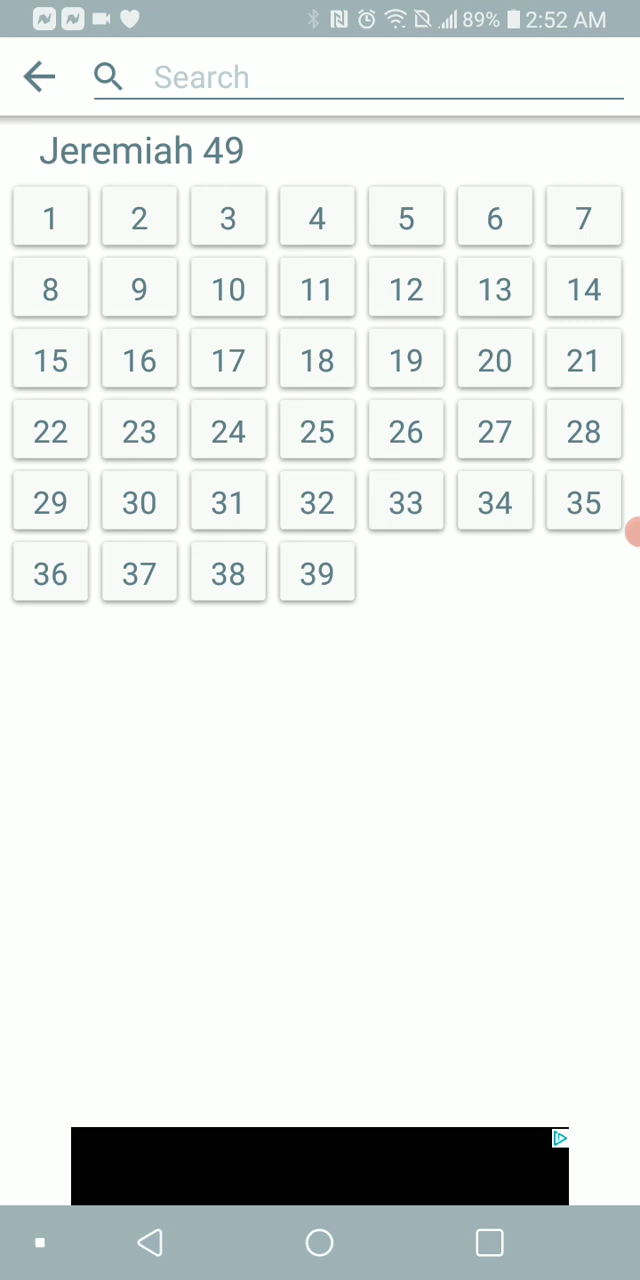 89% 2:52 AM
Search
Jeremiah 49
1 2 3 4 5 6 7
8 9 10 11 12 13 14
15 16 17 18 19 20 21
22 23 24 25 26 27 28
29 30 31 32 33 34 35
36 37 38 39